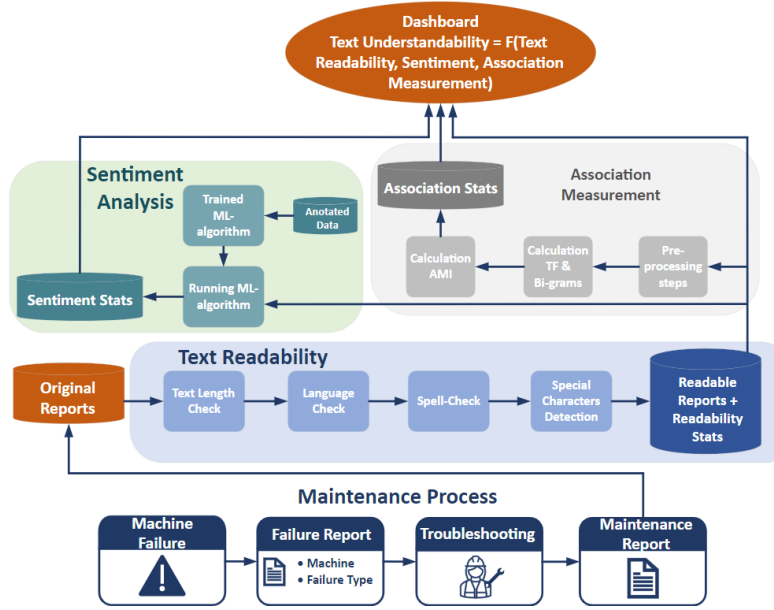 Dashboard
Text Understandability = F(Text
Readability, Sentiment, Association
Measurement)
Sentiment
Analysis
Trained
ML-
algorithm
Anotated
Data
Running ML-
algorithm
Sentiment Stats
Association Stats
Association
Measurement
Calculation
AMI
Calculation
TF &
Bi-grams
Pre-
processing
steps
Text Readability
Original
Reports
Text Length
Check
Language
Check
Spell-Check
Special
Characters
Detection
Readable
Reports +
Readability
Stats
Maintenance Process
Machine
Failure
Failure Report
• Machine
• Failure Type
Troubleshooting
Maintenance
Report